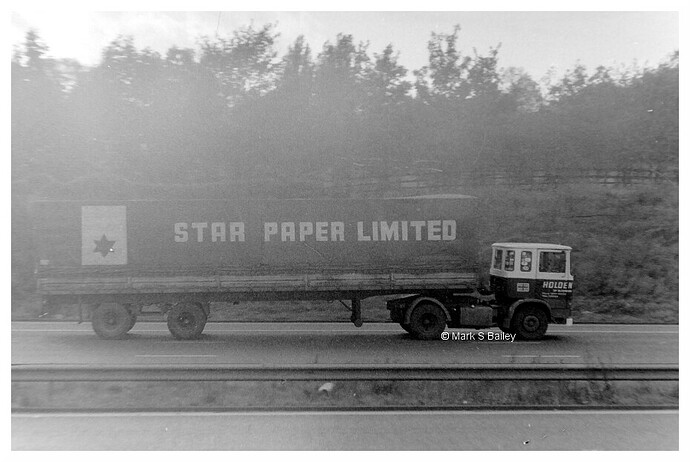 STAR PAPER LIMITED
HOLDEN
© Mark S Bailey